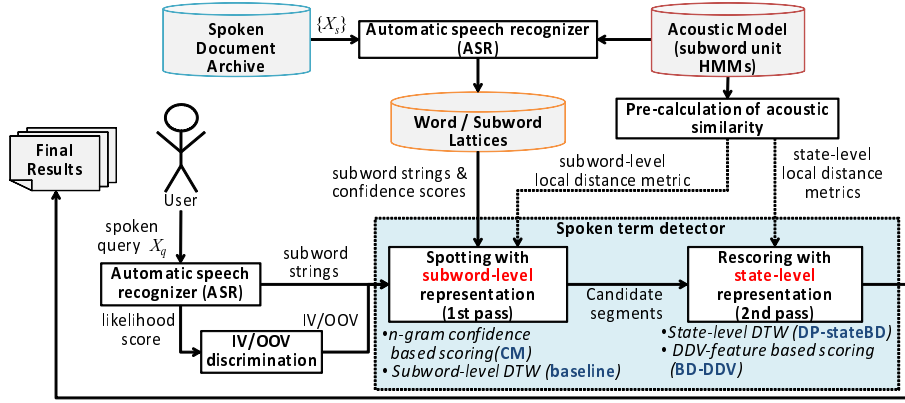 Spoken
Document
Archive
{X_s}
Automatic speech recognizer
(ASR)
Acoustic Model
(subword unit
HMMs)
Pre-calculation of acoustic
similarity
Word / Subword
Lattices
Final
Results
User
subword strings &
confidence scores
subword-level
local distance metric
state-level
local distance
metrics
spoken
query X_q
Spoken term detector
Automatic speech
recognizer (ASR)
subword
strings
Spotting with
subword-level
representation
(1st pass)
Candidate
segments
Rescoring with
state-level
representation
(2nd pass)
likelihood
score
IV/OOV
discrimination
IV/OOV
•n-gram confidence
based scoring(CM)
• Subword-level DTW (baseline)
•State-level DTW (DP-stateBD)
• DDV-feature based scoring
(BD-DDV)